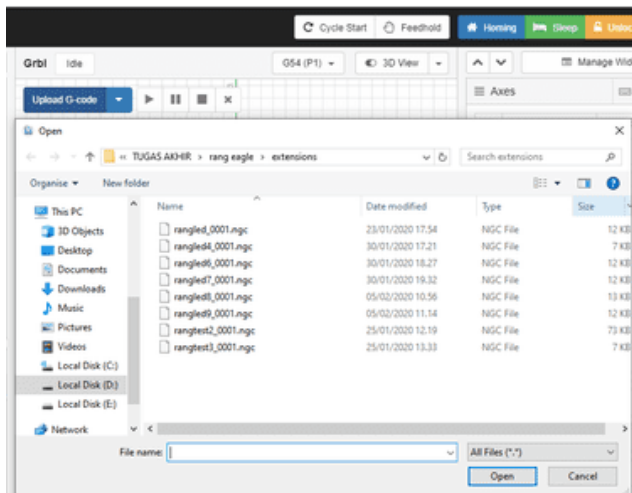 Cycle Start Feedhold Homing Sleep Unloc
Grbl Idle G54 (P1) 3D View Manage Wid
Upload G-code Axes
Open
« TUGAS AKHIR › rang eagle › extensions Search extensions
Organise New folder
Name Date modified Type Size
This PC
3D Objects
Desktop
Documents
Downloads
Music
Pictures
Videos
Local Disk (C:)
Local Disk (D:)
Local Disk (E:)
Network
rangled_0001.ngc 23/01/2020 17.54 NGC File 12 KB
rangled4_0001.ngc 30/01/2020 17.21 NGC File 7 KB
rangled6_0001.ngc 30/01/2020 18.27 NGC File 12 KB
rangled7_0001.ngc 30/01/2020 19.32 NGC File 12 KB
rangled8_0001.ngc 05/02/2020 10.56 NGC File 13 KB
rangled9_0001.ngc 05/02/2020 11.14 NGC File 12 KB
rangtest2_0001.ngc 25/01/2020 12.19 NGC File 73 KB
rangtest3_0001.ngc 25/01/2020 13.33 NGC File 7 KB
File name: All Files (*.*)
Open Cancel